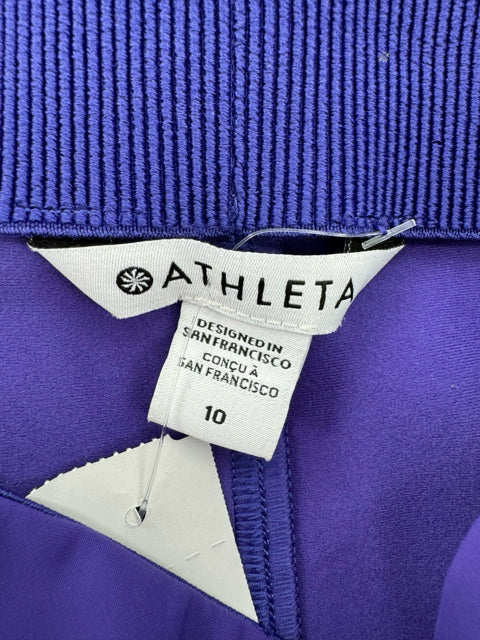 ATHLETA
DESIGNED IN
SAN FRANCISCO
CONÇU À
SAN FRANCISCO
10